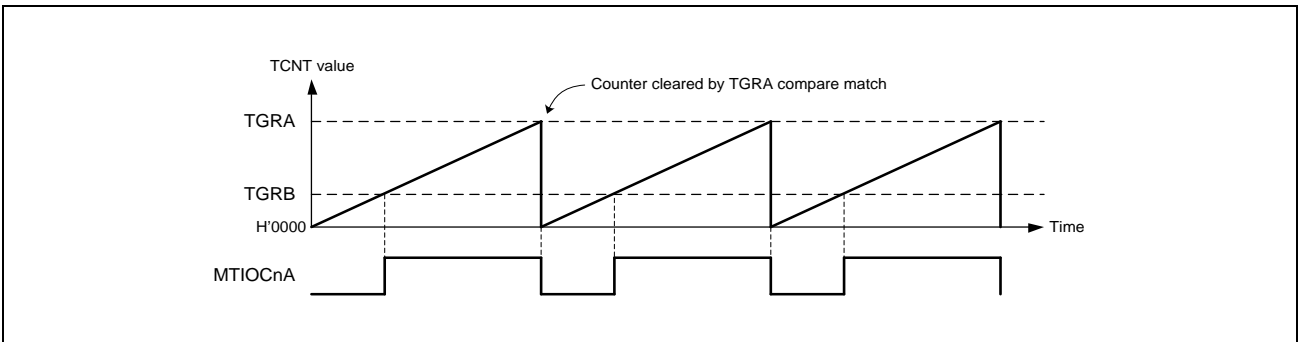 TCNT value
Counter cleared by TGRA compare match
TGRA
TGRB
H'0000
Time
MTIOCnA